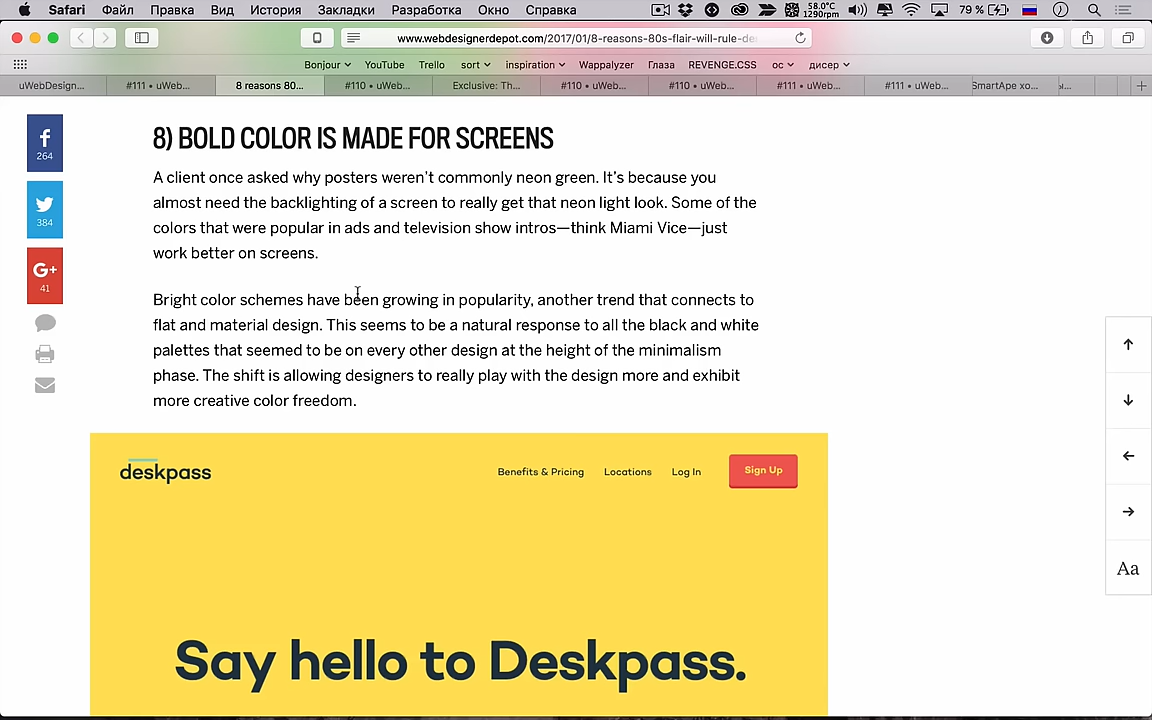 Safari Файл Правка Вид История Закладки Разработка Окно Справка 58.0°C 1290rpm 79 %
www.webdesignerdepot.com/2017/01/8-reasons-80s-flair-will-rule-de
Bonjour YouTube Trello sort inspiration Wappalyzer Глаза REVENGE.CSS ос дисер
uWebDesign... #111 • uWeb... 8 reasons 80... #110 • uWeb... Exclusive: Th... #110 • uWeb... #110 • uWeb... #111 • uWeb... #111 • uWeb... SmartApe хо...
8) BOLD COLOR IS MADE FOR SCREENS
264
A client once asked why posters weren't commonly neon green. It's because you
almost need the backlighting of a screen to really get that neon light look. Some of the
384
colors that were popular in ads and television show intros—think Miami Vice—just
work better on screens.
G+
41
Bright color schemes have been growing in popularity, another trend that connects to
flat and material design. This seems to be a natural response to all the black and white
palettes that seemed to be on every other design at the height of the minimalism
phase. The shift is allowing designers to really play with the design more and exhibit
more creative color freedom.
deskpass Benefits & Pricing Locations Log In Sign Up
Aa
Say hello to Deskpass.